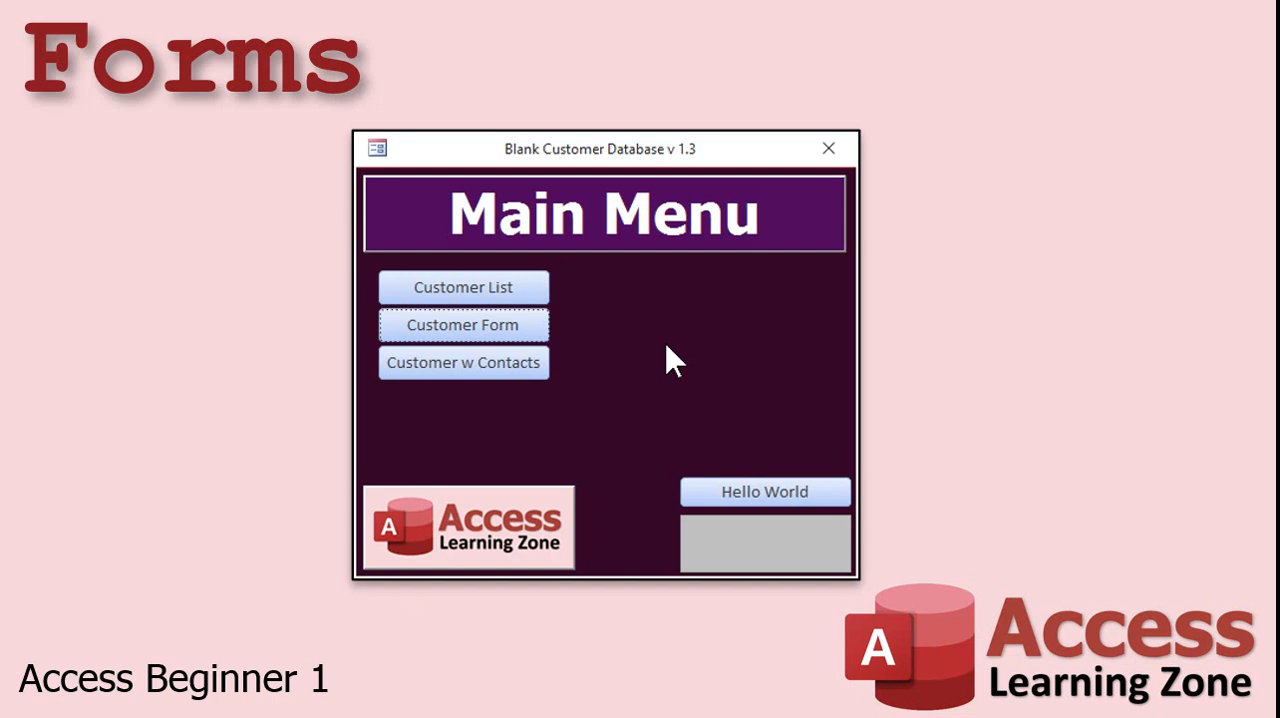 Forms
Blank Customer Database v 1.3
Main Menu
Customer List
Customer Form
Customer w Contacts
Hello World
A Access
Learning Zone
A Access
Learning Zone
Access Beginner 1